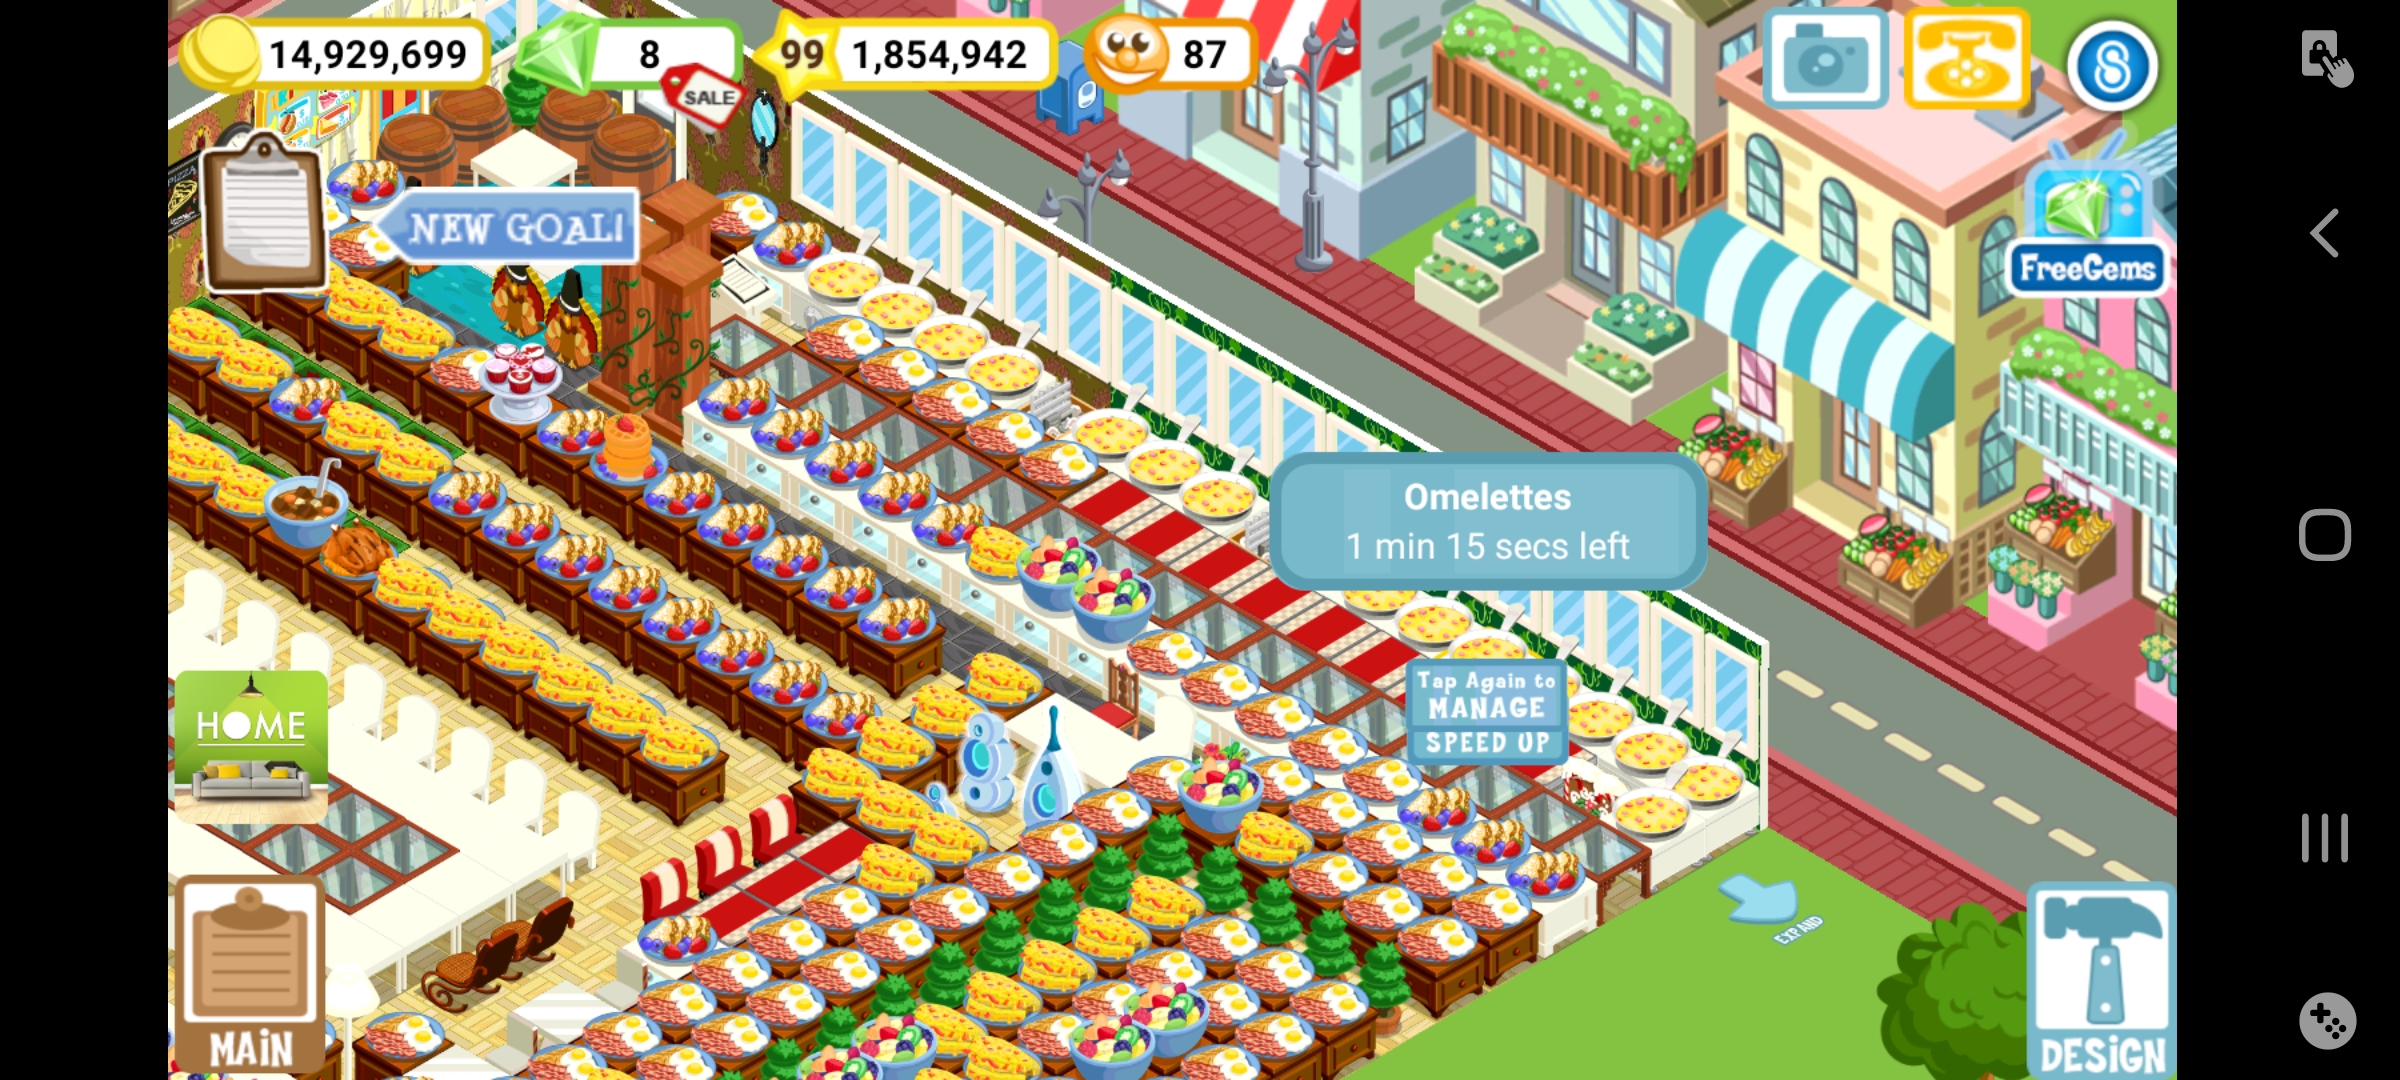 14,929,699
8
SALE
99
1,854,942
87
NEW GOAL!
FreeGems
PIZZA
Omelettes
1 min 15 secs left
Tap Again to
MANAGE
SPEED UP
HOME
EXPAND
MAIN
DESIGN